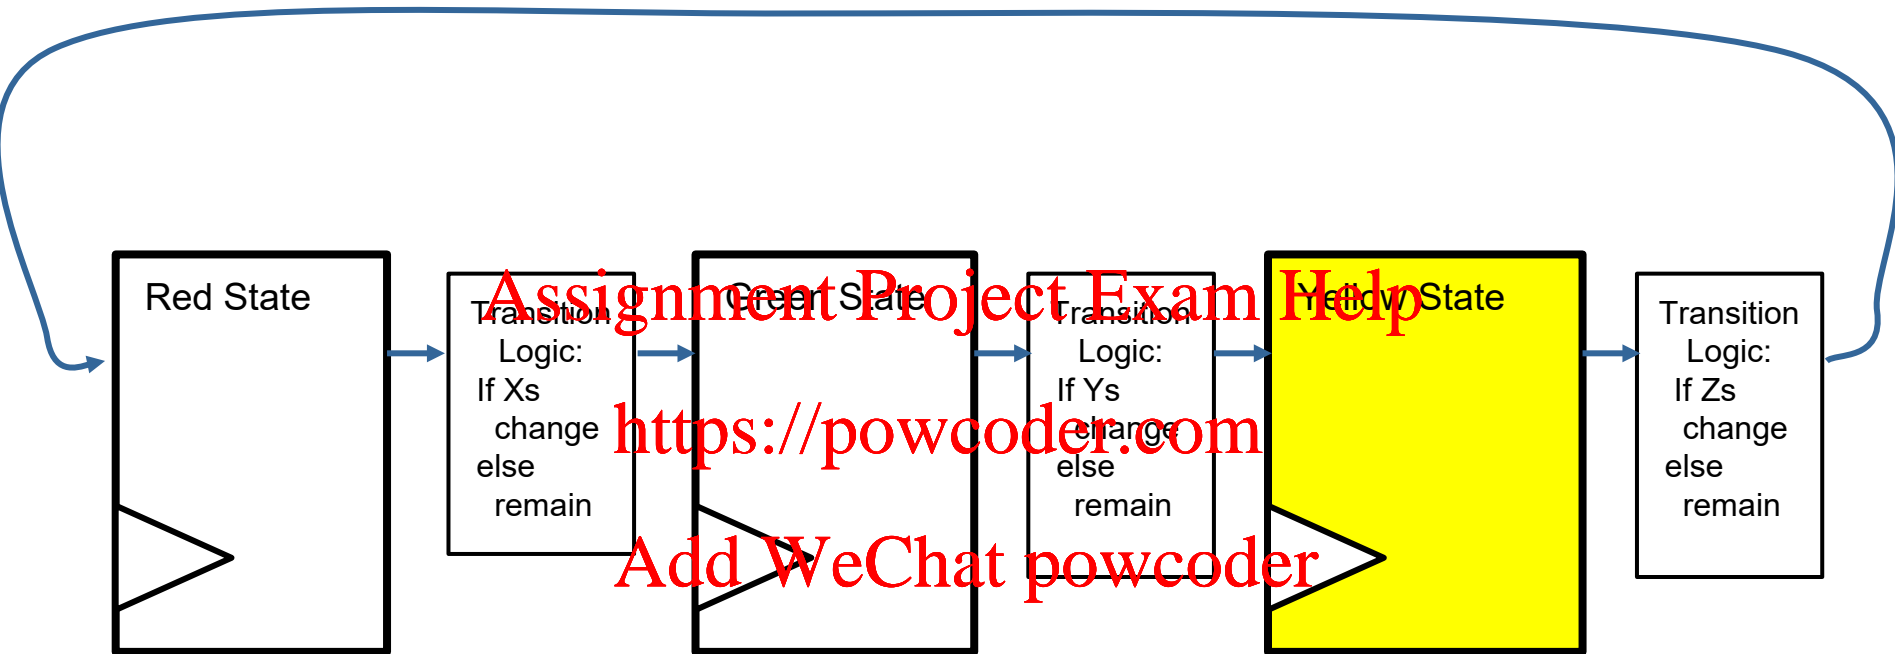 Red State
Transition
Logic:
If Xs
change
else
remain
Green State
Transition
Logic:
If Ys
change
else
remain
Yellow State
Transition
Logic:
If Zs
change
else
remain
Assignment Project Exam Help
https://powcoder.com
Add WeChat powcoder